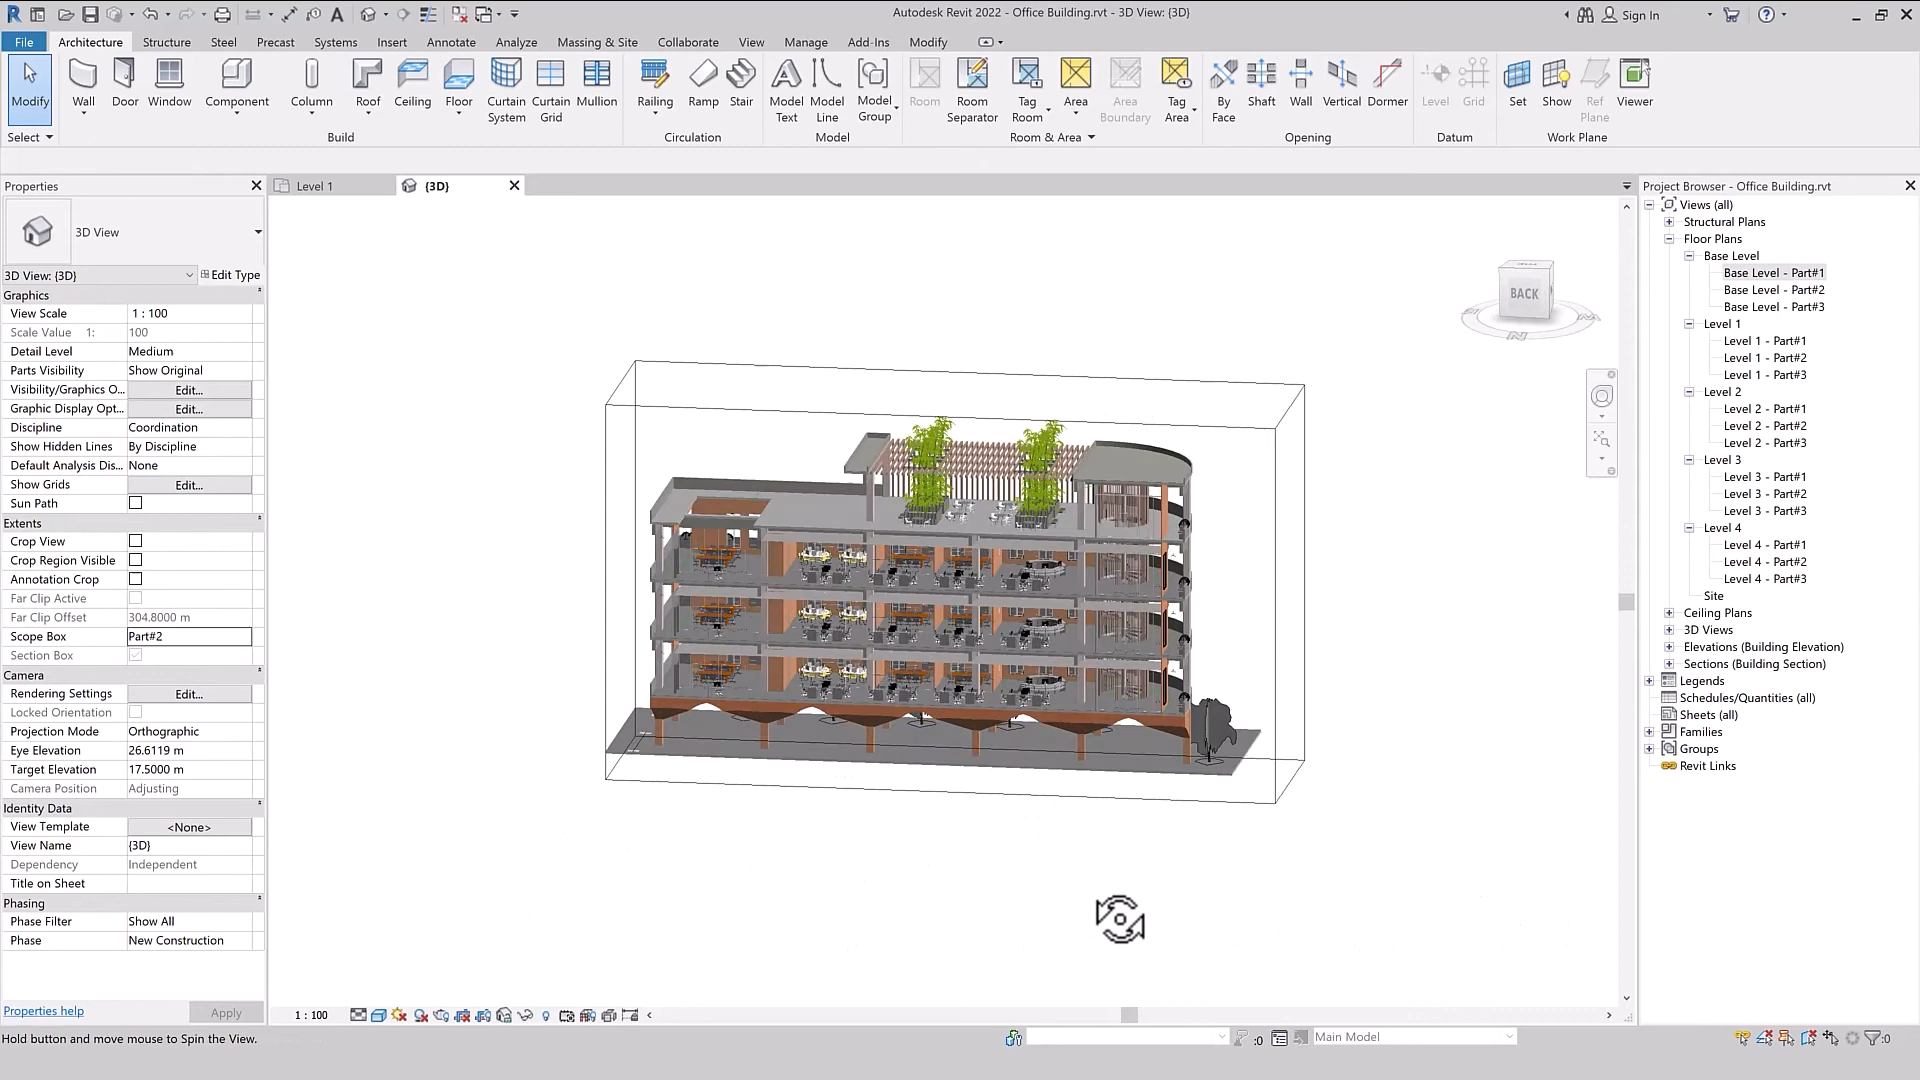 Autodesk Revit 2022 - Office Building.rvt - 3D View: {3D}
Sign In
File Architecture Structure Steel Precast Systems Insert Annotate Analyze Massing & Site Collaborate View Manage Add-Ins Modify
Modify
Wall
Door
Window
Component
Column
Roof
Ceiling
Floor
Curtain System
Curtain Grid
Mullion
Railing
Ramp
Stair
Model Text
Model Line
Model Group
Room
Room Separator
Tag Room
Area
Area Boundary
Tag Area
By Face
Shaft
Wall
Vertical
Dormer
Level
Grid
Set
Show
Ref Plane
Viewer
Select
Build
Circulation
Model
Room & Area
Opening
Datum
Work Plane
Properties
3D View
3D View: {3D} Edit Type
Graphics
View Scale 1 : 100
Scale Value 1: 100
Detail Level Medium
Parts Visibility Show Original
Visibility/Graphics O... Edit...
Graphic Display Opt... Edit...
Discipline Coordination
Show Hidden Lines By Discipline
Default Analysis Dis... None
Show Grids Edit...
Sun Path
Extents
Crop View
Crop Region Visible
Annotation Crop
Far Clip Active
Far Clip Offset 304.8000 m
Scope Box Part#2
Section Box
Camera
Rendering Settings Edit...
Locked Orientation
Projection Mode Orthographic
Eye Elevation 26.6119 m
Target Elevation 17.5000 m
Camera Position Adjusting
Identity Data
View Template <None>
View Name {3D}
Dependency Independent
Title on Sheet
Phasing
Phase Filter Show All
Phase New Construction
Properties help Apply
Level 1
{3D}
BACK
N
1 : 100
Project Browser - Office Building.rvt
Views (all)
Structural Plans
Floor Plans
Base Level
Base Level - Part#1
Base Level - Part#2
Base Level - Part#3
Level 1
Level 1 - Part#1
Level 1 - Part#2
Level 1 - Part#3
Level 2
Level 2 - Part#1
Level 2 - Part#2
Level 2 - Part#3
Level 3
Level 3 - Part#1
Level 3 - Part#2
Level 3 - Part#3
Level 4
Level 4 - Part#1
Level 4 - Part#2
Level 4 - Part#3
Site
Ceiling Plans
3D Views
Elevations (Building Elevation)
Sections (Building Section)
Legends
Schedules/Quantities (all)
Sheets (all)
Families
Groups
Revit Links
Hold button and move mouse to Spin the View.
:0
Main Model
:0